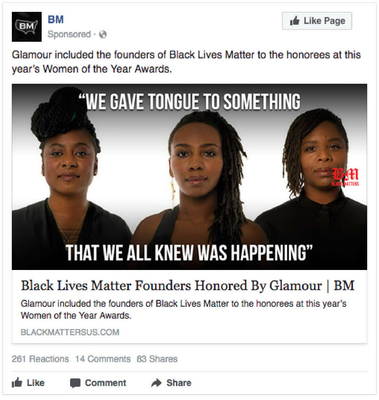 BM
BM
Like Page
Sponsored ·
Glamour included the founders of Black Lives Matter to the honorees at this
year's Women of the Year Awards.
"WE GAVE TONGUE TO SOMETHING
BM
THAT WE ALL KNEW WAS HAPPENING"
Black Lives Matter Founders Honored By Glamour | BM
Glamour included the founders of Black Lives Matter to the honorees at this year's
Women of the Year Awards.
BLACKMATTERSUS.COM
261 Reactions 14 Comments 83 Shares
Like Comment Share